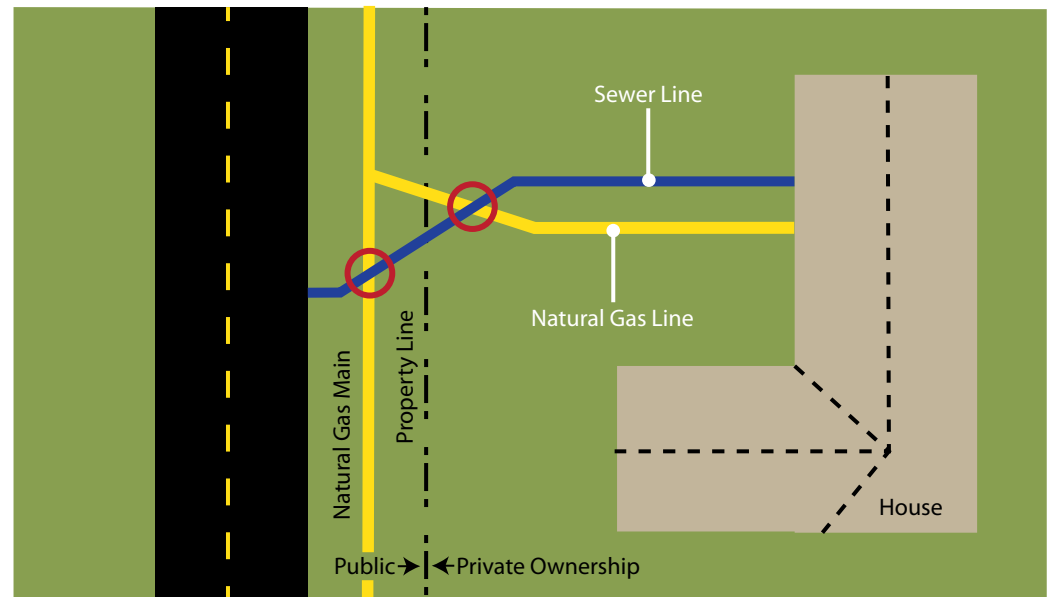 Sewer Line
Natural Gas Line
Natural Gas Main
Property Line
House
Public
Private Ownership